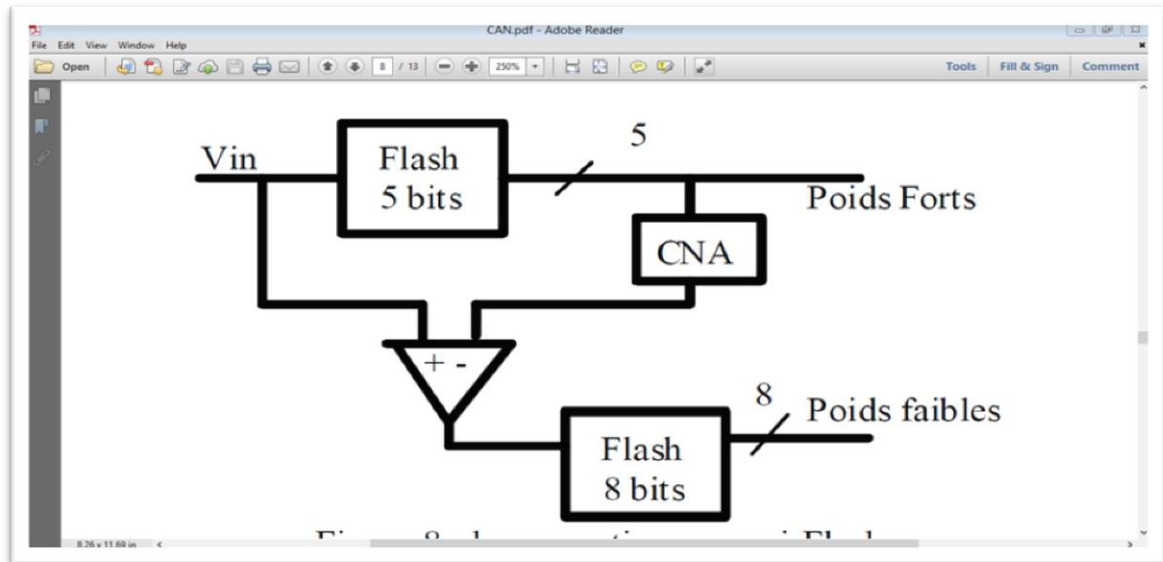 CAN.pdf - Adobe Reader
File Edit View Window Help
Open 8 / 13 250% Tools Fill & Sign Comment
5
Vin
Flash
5 bits
Poids Forts
CNA
+ -
8
Poids faibles
Flash
8 bits
8.26 x 11.69 in